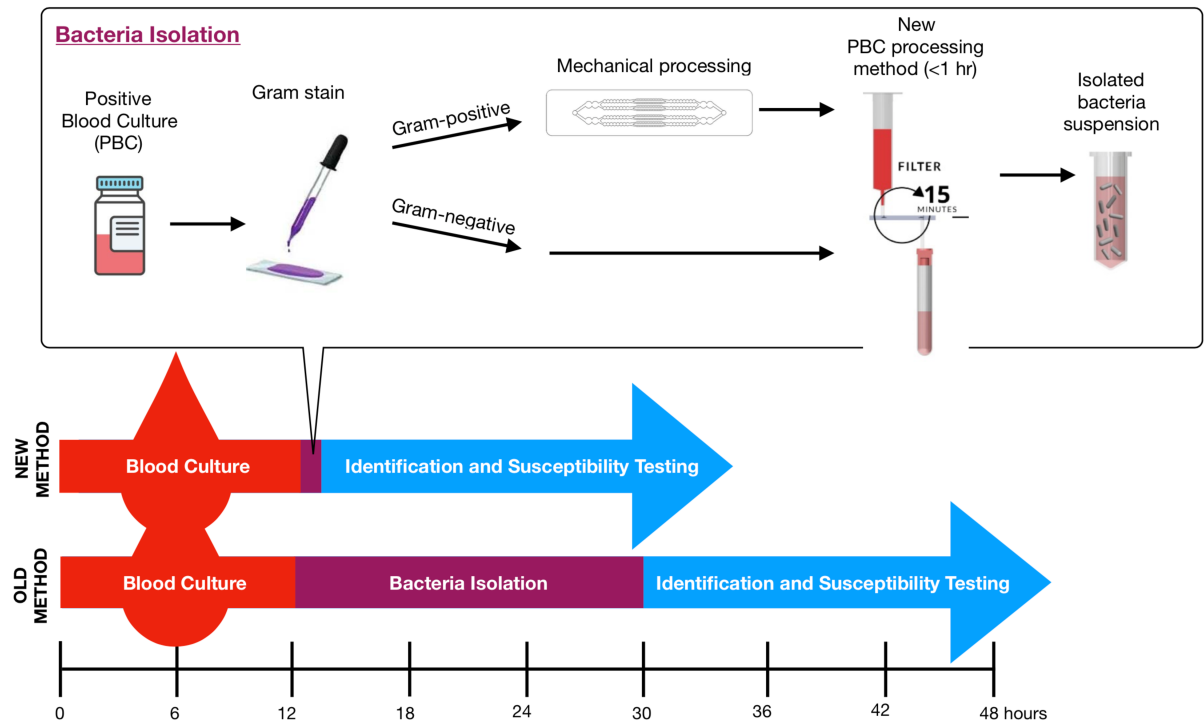 Bacteria Isolation
Positive
Blood Culture
(PBC)
Gram stain
Gram-positive
Gram-negative
Mechanical processing
New
PBC processing
method (<1 hr)
FILTER
15
MINUTES
Isolated
bacteria
suspension
NEW
METHOD
Blood Culture
Identification and Susceptibility Testing
OLD
METHOD
Blood Culture
Bacteria Isolation
Identification and Susceptibility Testing
0 6 12 18 24 30 36 42 48 hours